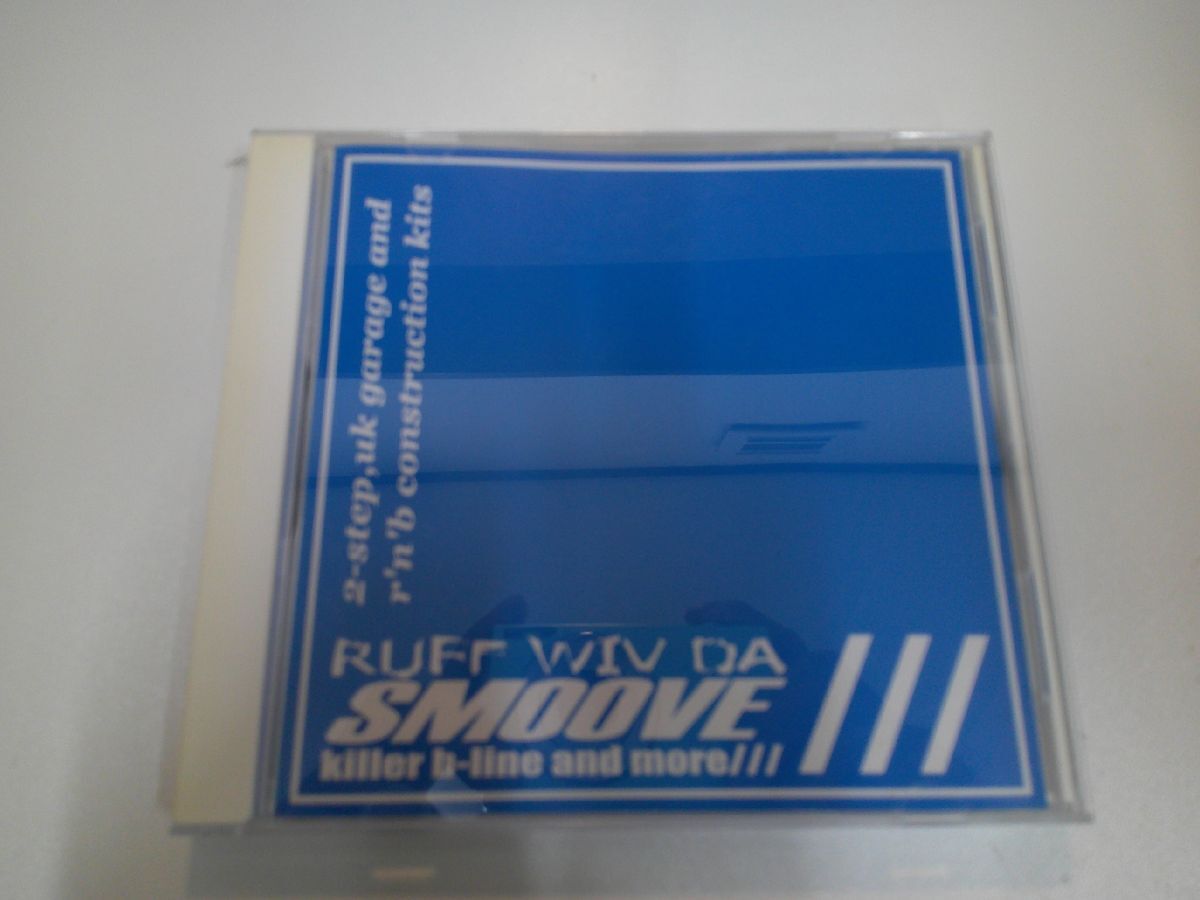 2-step,uk garage and
r'n'b construction kits
RUFF WIV DA
SMOOVE ///
killer b-line and more///